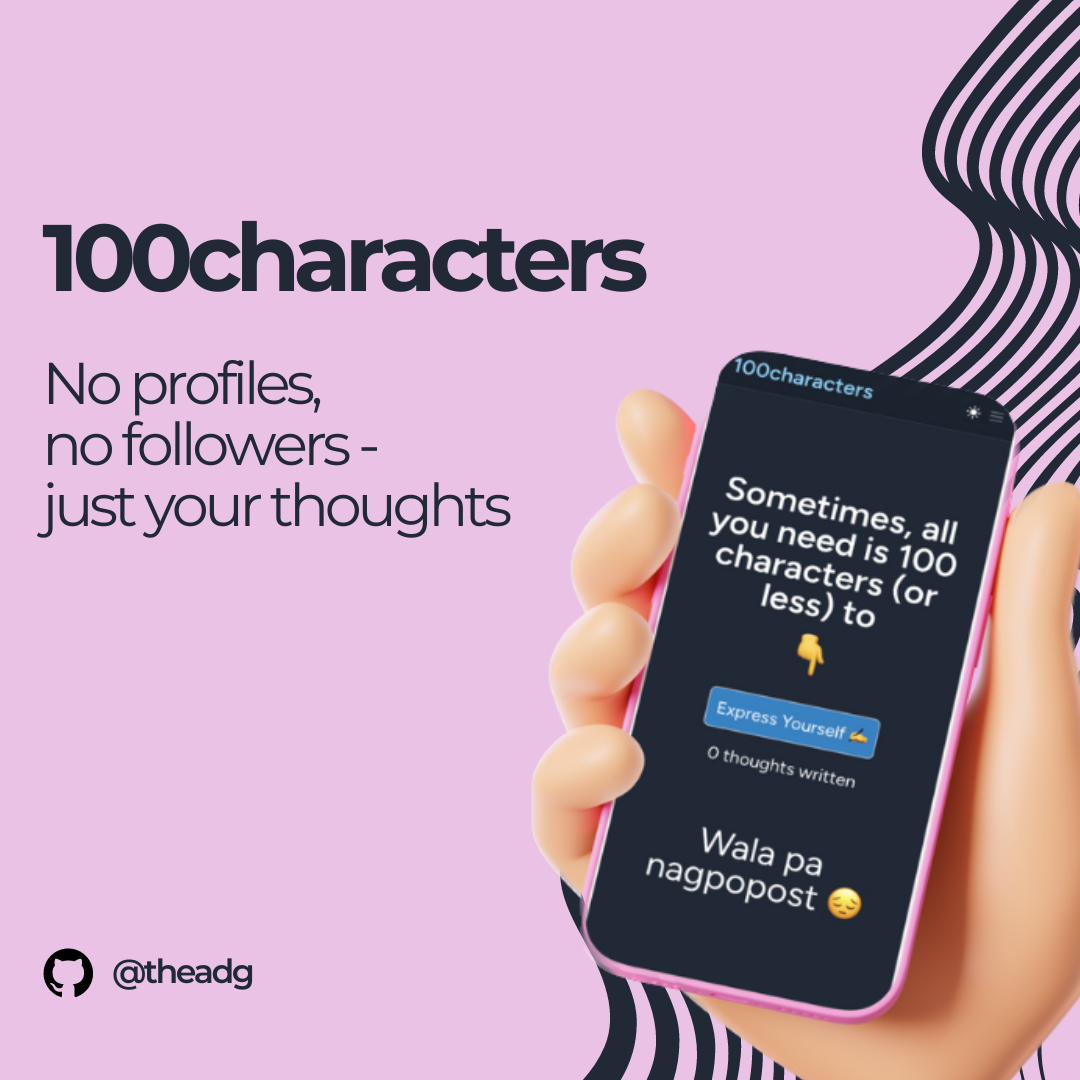 100characters
No profiles,
no followers -
just your thoughts
100characters
Sometimes, all
you need is 100
characters (or
less) to
👇
Express Yourself ✍️
0 thoughts written
Wala pa
nagpopost 😔
@theadg